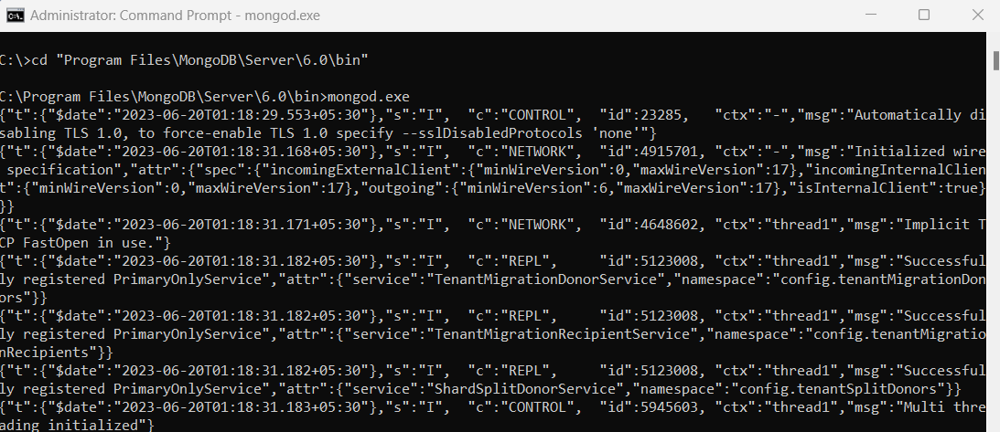 Administrator: Command Prompt - mongod.exe
C:\>cd "Program Files\MongoDB\Server\6.0\bin"
C:\Program Files\MongoDB\Server\6.0\bin>mongod.exe
{"t":{"$date":"2023-06-20T01:18:29.553+05:30"},"s":"I",  "c":"CONTROL",  "id":23285,   "ctx":"-","msg":"Automatically di
sabling TLS 1.0, to force-enable TLS 1.0 specify --sslDisabledProtocols 'none'"}
{"t":{"$date":"2023-06-20T01:18:31.168+05:30"},"s":"I",  "c":"NETWORK",  "id":4915701, "ctx":"-","msg":"Initialized wire
 specification","attr":{"spec":{"incomingExternalClient":{"minWireVersion":0,"maxWireVersion":17},"incomingInternalClien
t":{"minWireVersion":0,"maxWireVersion":17},"outgoing":{"minWireVersion":6,"maxWireVersion":17},"isInternalClient":true}
}}
{"t":{"$date":"2023-06-20T01:18:31.171+05:30"},"s":"I",  "c":"NETWORK",  "id":4648602, "ctx":"thread1","msg":"Implicit T
CP FastOpen in use."}
{"t":{"$date":"2023-06-20T01:18:31.182+05:30"},"s":"I",  "c":"REPL",     "id":5123008, "ctx":"thread1","msg":"Successful
ly registered PrimaryOnlyService","attr":{"service":"TenantMigrationDonorService","namespace":"config.tenantMigrationDon
ors"}}
{"t":{"$date":"2023-06-20T01:18:31.182+05:30"},"s":"I",  "c":"REPL",     "id":5123008, "ctx":"thread1","msg":"Successful
ly registered PrimaryOnlyService","attr":{"service":"TenantMigrationRecipientService","namespace":"config.tenantMigratio
nRecipients"}}
{"t":{"$date":"2023-06-20T01:18:31.182+05:30"},"s":"I",  "c":"REPL",     "id":5123008, "ctx":"thread1","msg":"Successful
ly registered PrimaryOnlyService","attr":{"service":"ShardSplitDonorService","namespace":"config.tenantSplitDonors"}}
{"t":{"$date":"2023-06-20T01:18:31.183+05:30"},"s":"I",  "c":"CONTROL",  "id":5945603, "ctx":"thread1","msg":"Multi thre
ading initialized"}